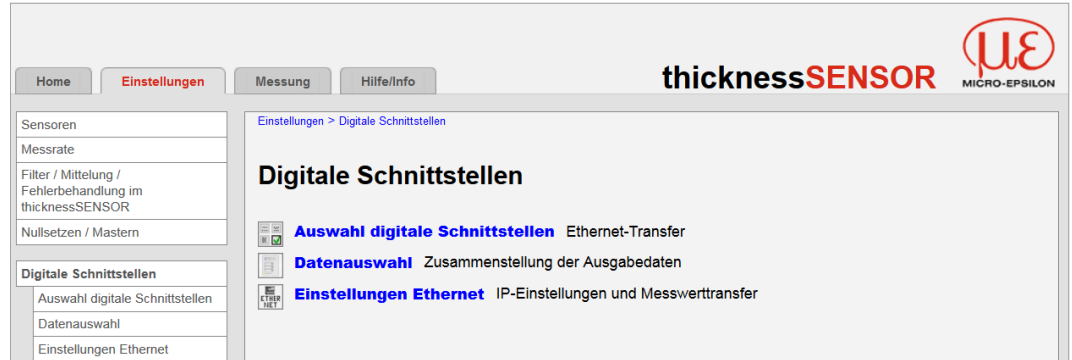 Home
Einstellungen
Messung
Hilfe/Info
thicknessSENSOR
με
MICRO-EPSILON
Sensoren
Messrate
Filter / Mittelung /
Fehlerbehandlung im
thicknessSENSOR
Nullsetzen / Mastern
Digitale Schnittstellen
Auswahl digitale Schnittstellen
Datenauswahl
Einstellungen Ethernet
Einstellungen > Digitale Schnittstellen
Digitale Schnittstellen
Auswahl digitale Schnittstellen Ethernet-Transfer
Datenauswahl Zusammenstellung der Ausgabedaten
ETHER
NET
Einstellungen Ethernet IP-Einstellungen und Messwerttransfer